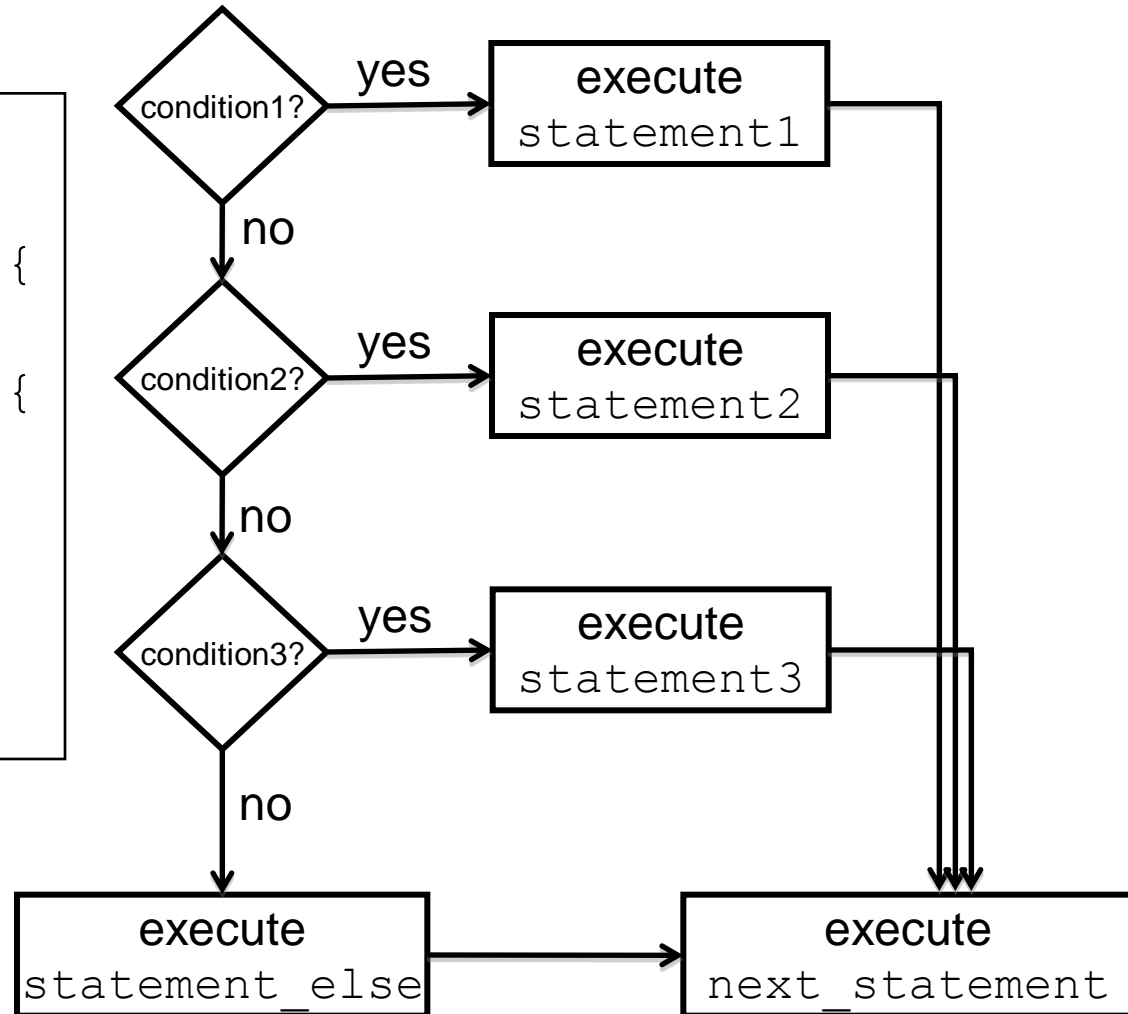 condition1?
yes
execute
statement1
no
{
condition2?
yes
execute
statement2
{
no
condition3?
yes
execute
statement3
no
execute
statement_else
execute
next_statement